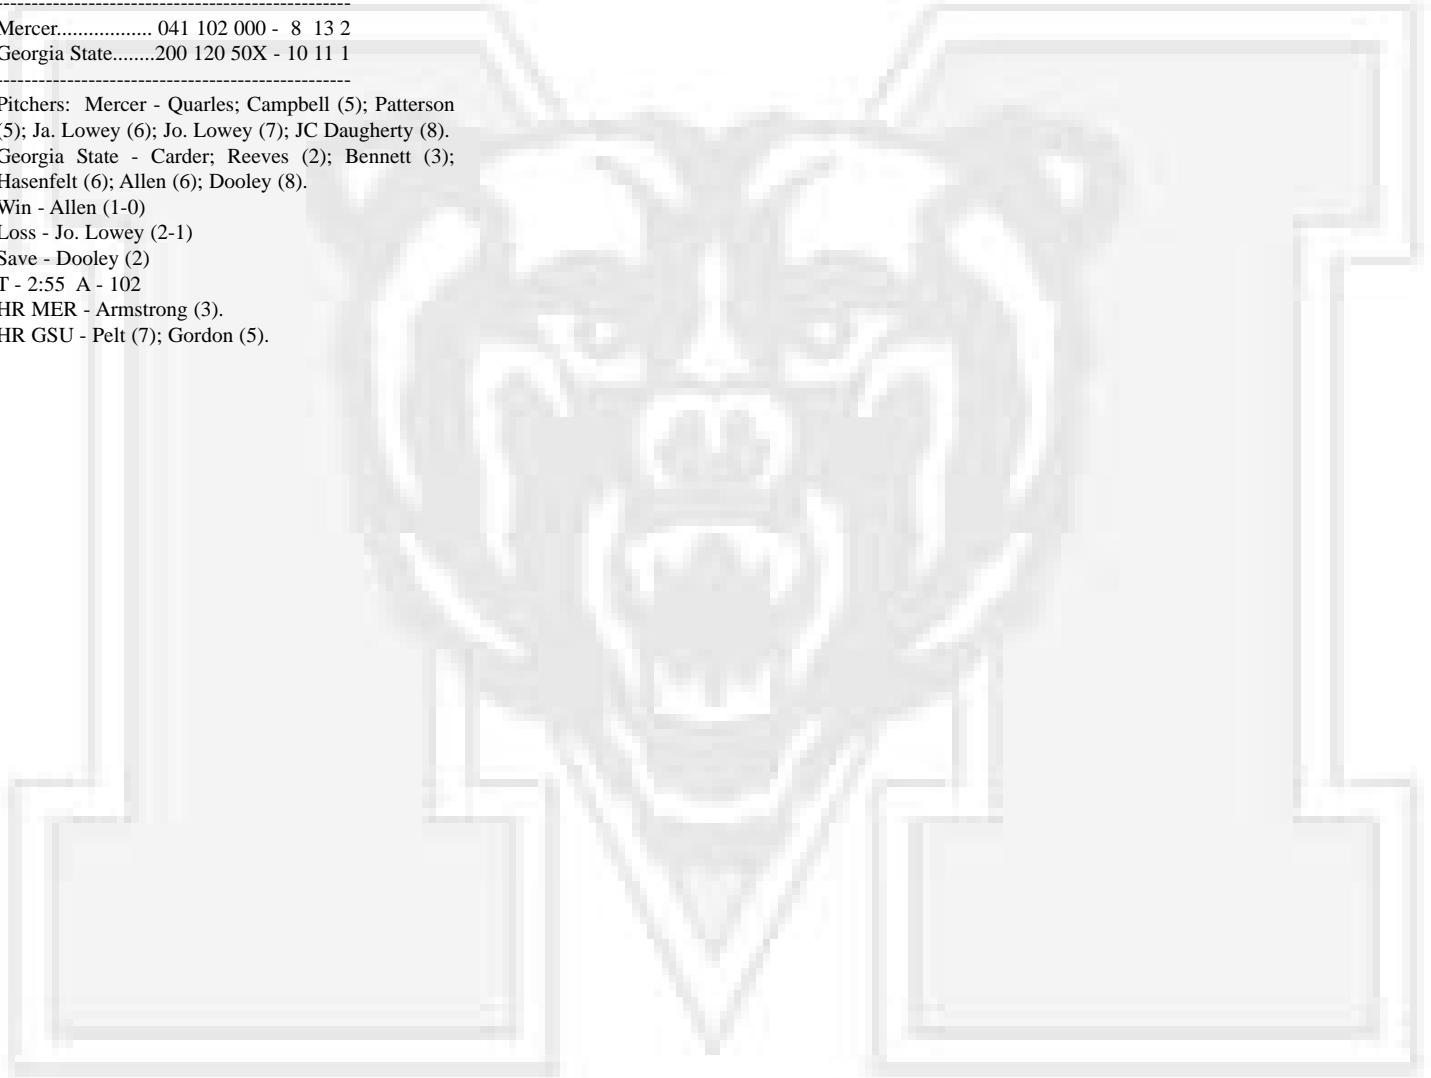 --------------------------------------------------
Mercer.................. 041 102 000 - 8 13 2
Georgia State........200 120 50X - 10 11 1
--------------------------------------------------
Pitchers: Mercer - Quarles; Campbell (5); Patterson
(5); Ja. Lowey (6); Jo. Lowey (7); JC Daugherty (8).
Georgia State - Carder; Reeves (2); Bennett (3);
Hasenfelt (6); Allen (6); Dooley (8).
Win - Allen (1-0)
Loss - Jo. Lowey (2-1)
Save - Dooley (2)
T - 2:55 A - 102
HR MER - Armstrong (3).
HR GSU - Pelt (7); Gordon (5).